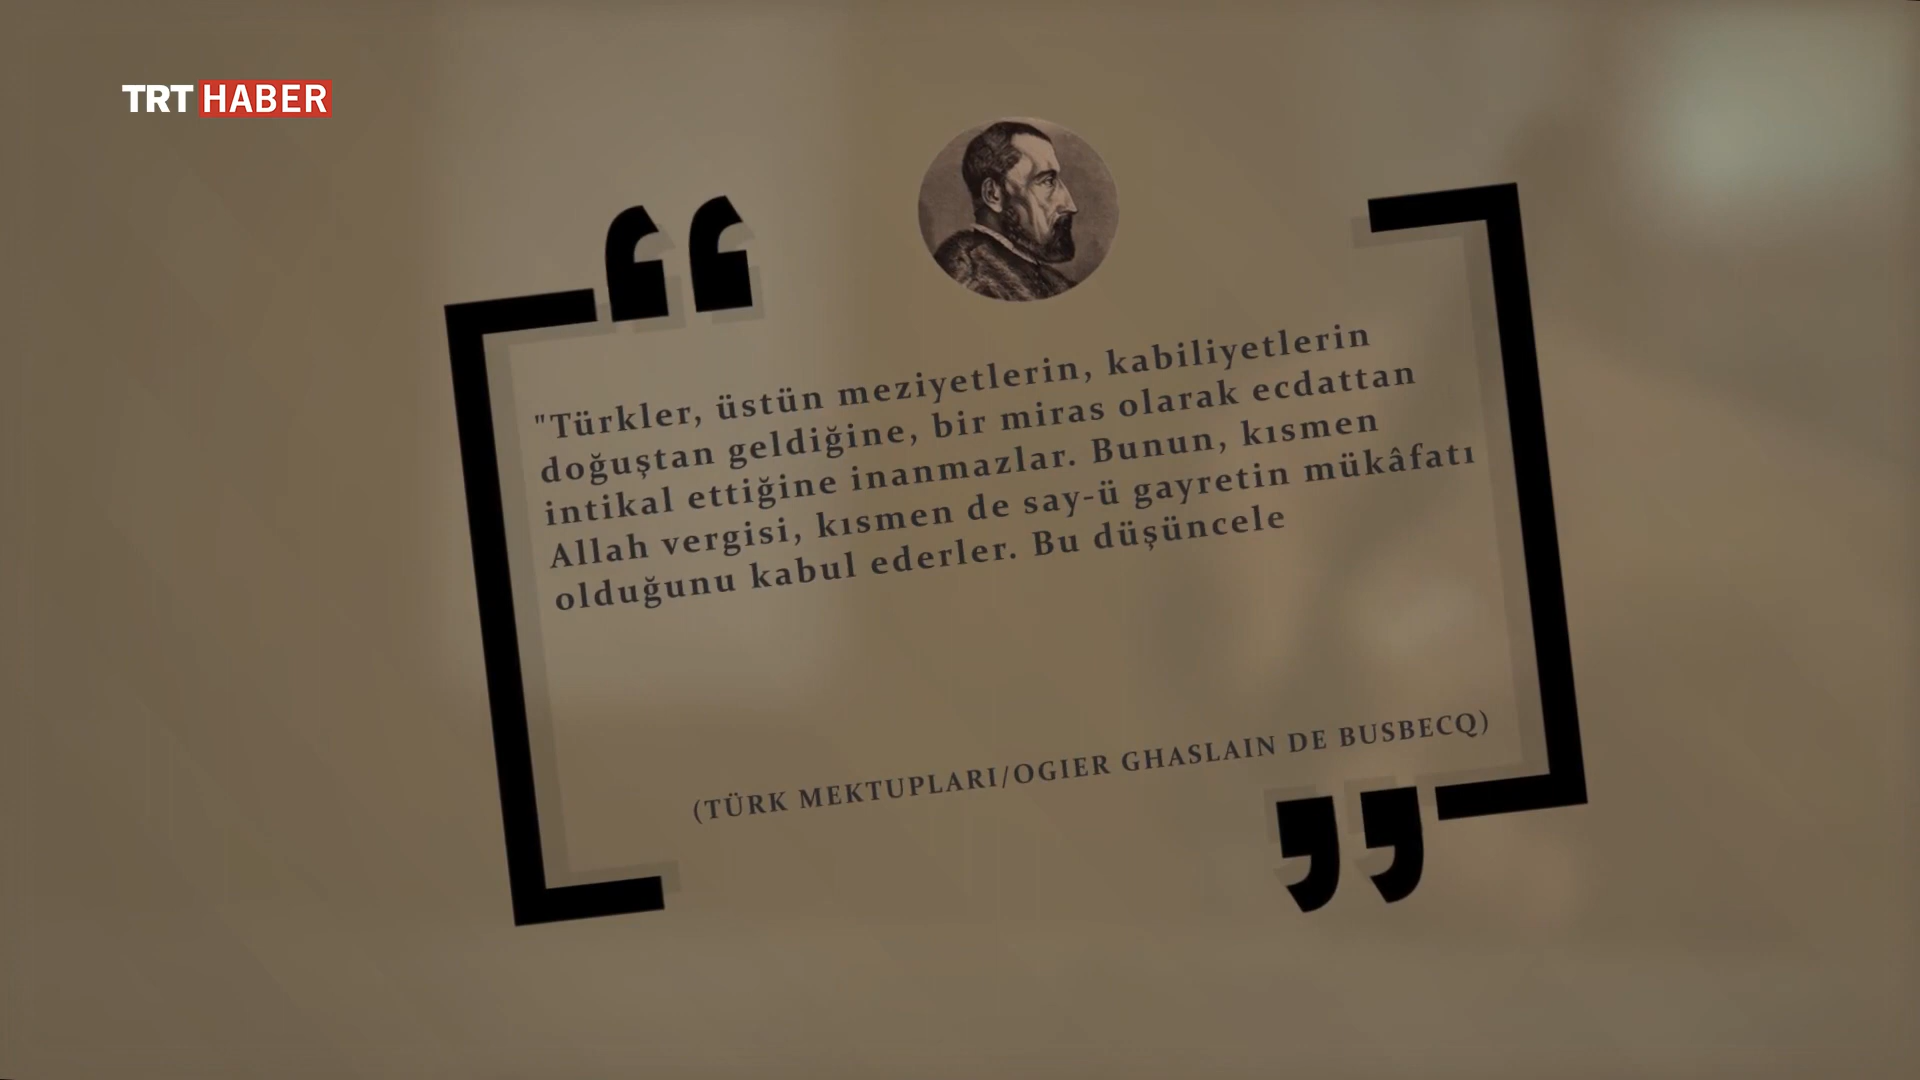 TRT HABER
"Türkler, üstün meziyetlerin, kabiliyetlerin
doğuştan geldiğine, bir miras olarak ecdattan
intikal ettiğine inanmazlar. Bunun, kısmen
Allah vergisi, kısmen de say-ü gayretin mükâfatı
olduğunu kabul ederler. Bu düşüncele
(TÜRK MEKTUPLARI/OGIER GHASLAIN DE BUSBECQ)